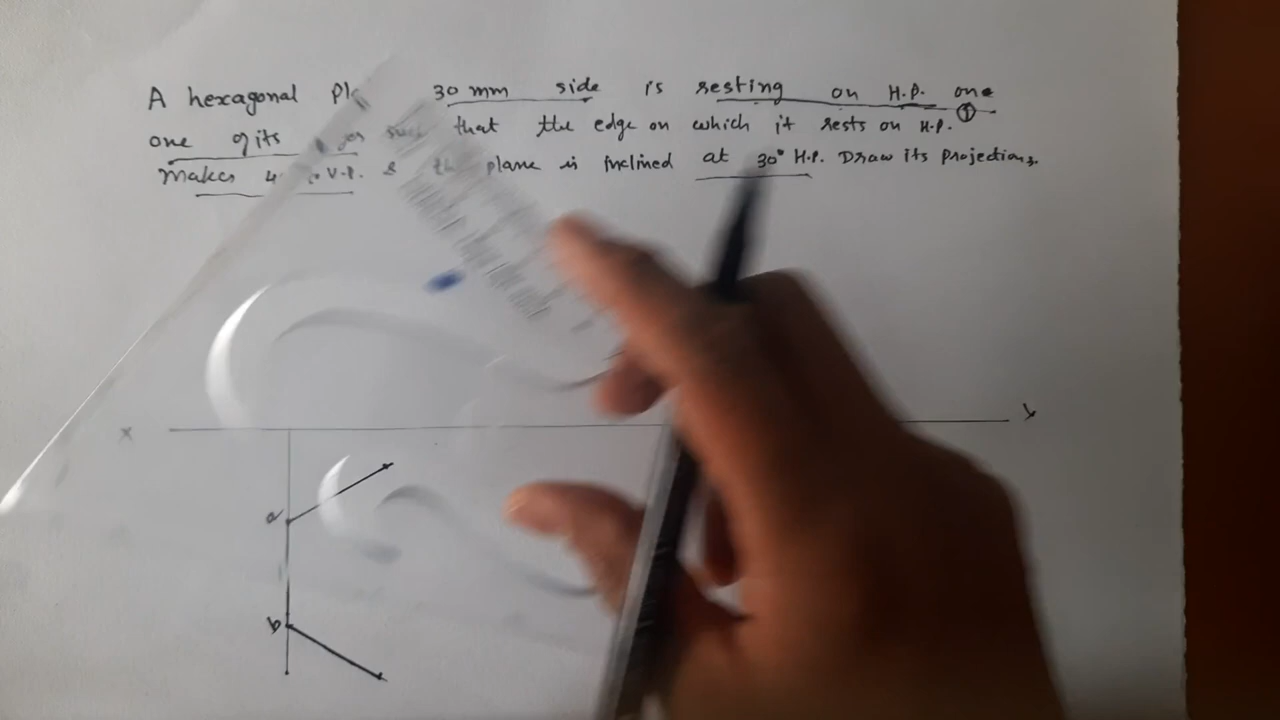 A hexagonal 30 mm side is resting on H.P. one
one of its that the edge on which it rests on H.P. ①
makes V.P. & plane is inclined at 30° H.P. Draw its projections.
x y
a
b